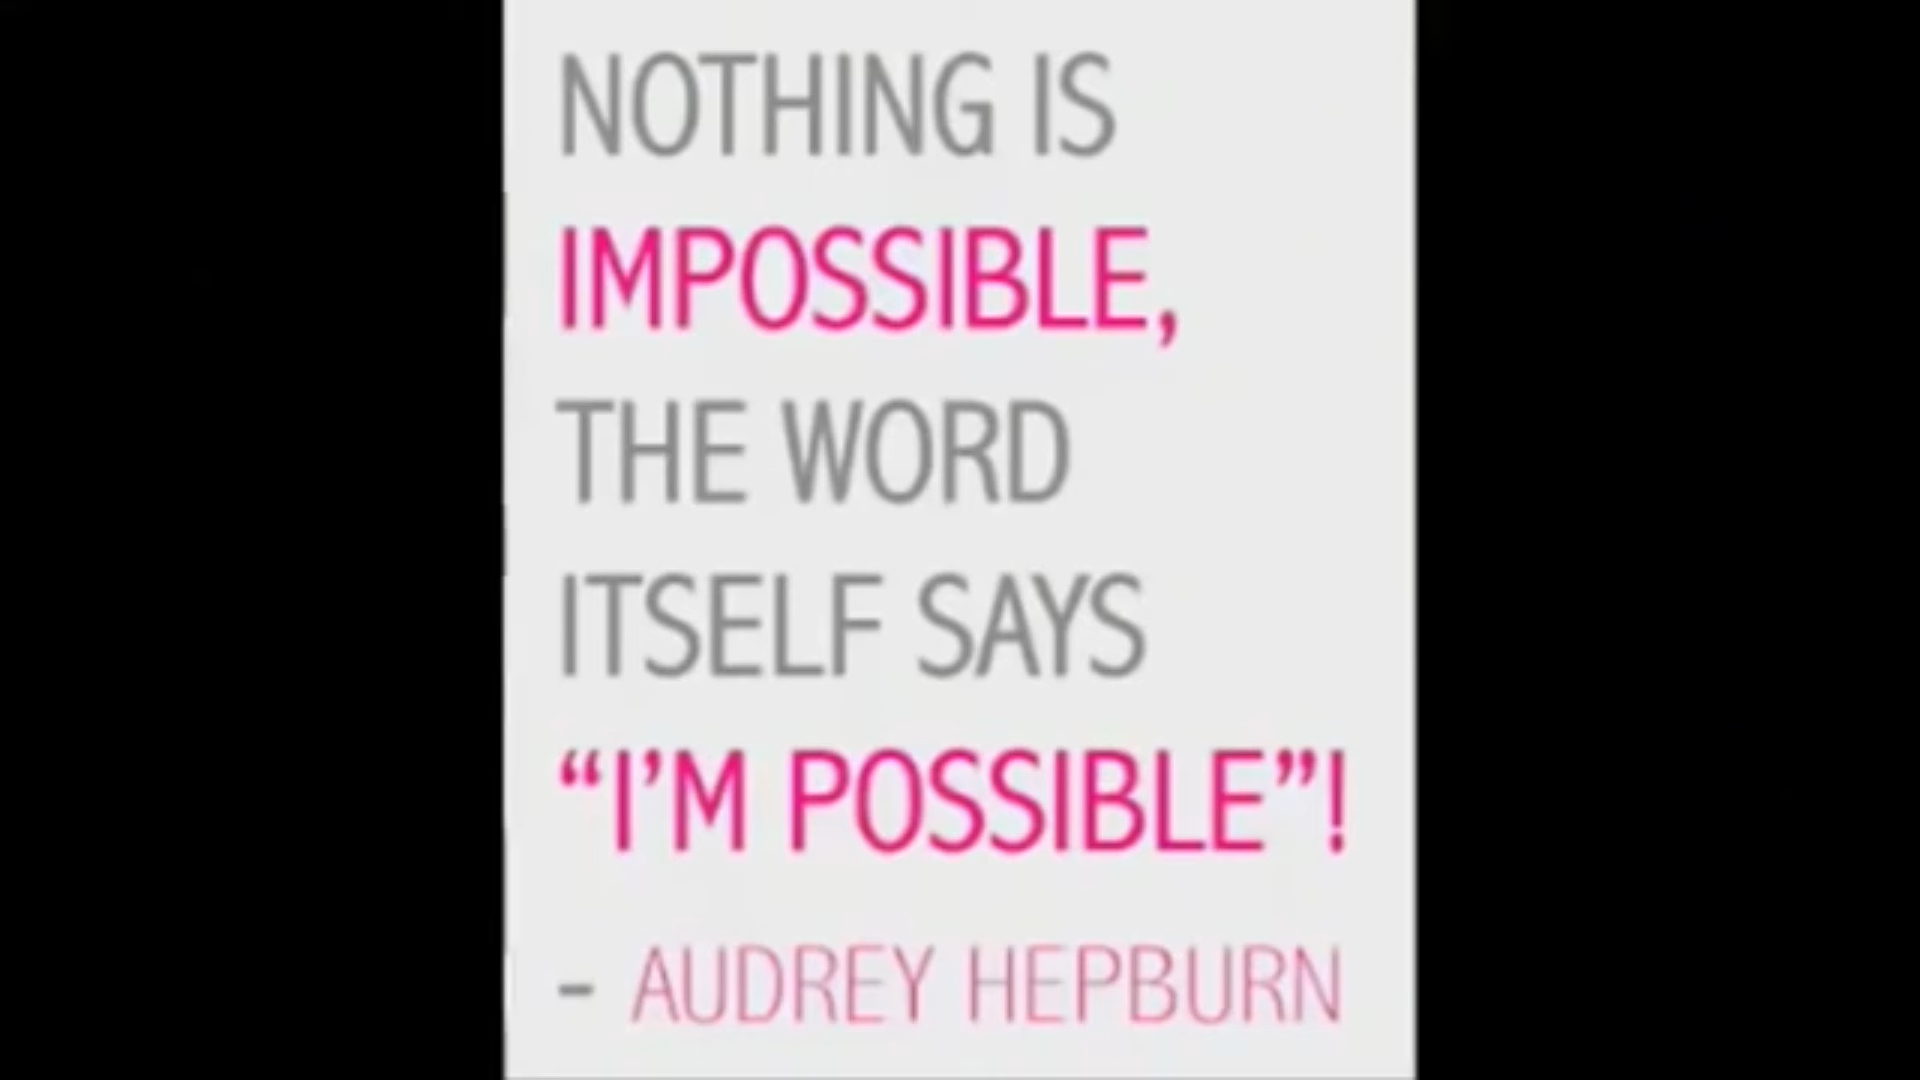 NOTHING IS
IMPOSSIBLE,
THE WORD
ITSELF SAYS
“I’M POSSIBLE”!
- AUDREY HEPBURN